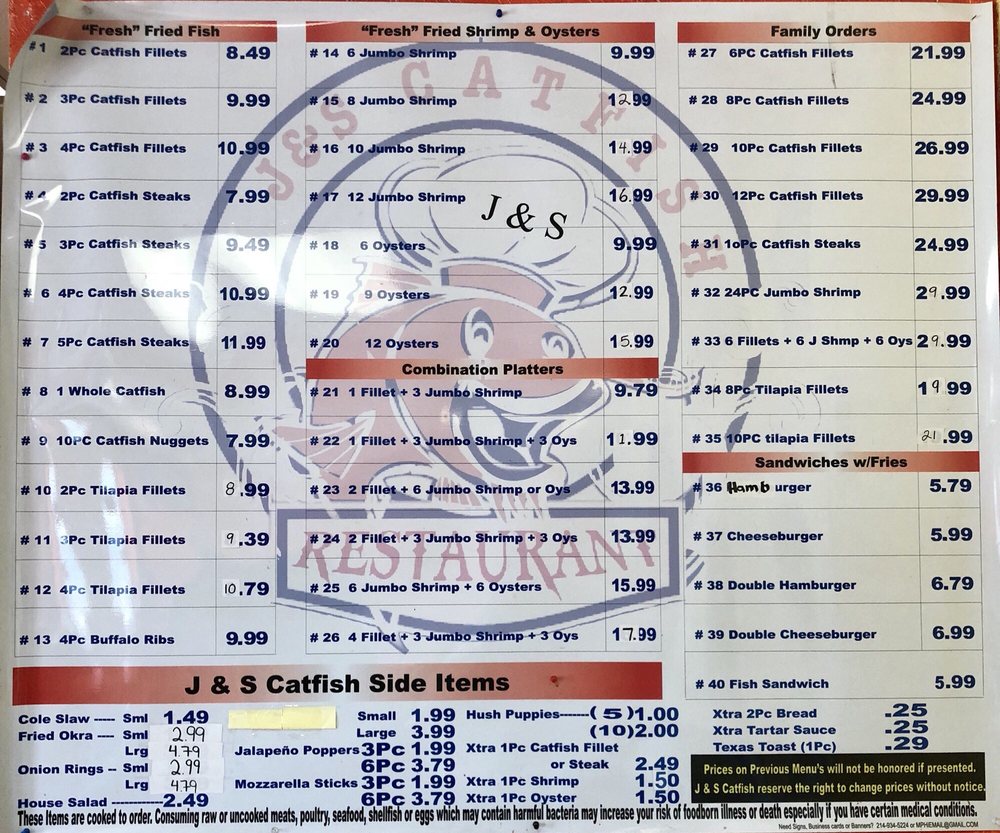 "Fresh" Fried Fish
#1 2Pc Catfish Fillets 8.49
#2 3Pc Catfish Fillets 9.99
#3 4Pc Catfish Fillets 10.99
#4 2Pc Catfish Steaks 7.99
#5 3Pc Catfish Steaks 9.49
#6 4Pc Catfish Steaks 10.99
#7 5Pc Catfish Steaks 11.99
#8 1 Whole Catfish 8.99
#9 10PC Catfish Nuggets 7.99
#10 2Pc Tilapia Fillets 8.99
#11 3Pc Tilapia Fillets 9.39
#12 4Pc Tilapia Fillets 10.79
#13 4Pc Buffalo Ribs 9.99
"Fresh" Fried Shrimp & Oysters
#14 6 Jumbo Shrimp 9.99
#15 8 Jumbo Shrimp 12.99
#16 10 Jumbo Shrimp 14.99
#17 12 Jumbo Shrimp 16.99
#18 6 Oysters 9.99
#19 9 Oysters 12.99
#20 12 Oysters 15.99
Combination Platters
#21 1 Fillet + 3 Jumbo Shrimp 9.79
#22 1 Fillet + 3 Jumbo Shrimp + 3 Oys 11.99
#23 2 Fillet + 6 Jumbo Shrimp or Oys 13.99
#24 2 Fillet + 3 Jumbo Shrimp + 3 Oys 13.99
#25 6 Jumbo Shrimp + 6 Oysters 15.99
#26 4 Fillet + 3 Jumbo Shrimp + 3 Oys 17.99
J&S CATFISH
J & S
RESTAURANT
Family Orders
#27 6PC Catfish Fillets 21.99
#28 8Pc Catfish Fillets 24.99
#29 10Pc Catfish Fillets 26.99
#30 12Pc Catfish Fillets 29.99
#31 10Pc Catfish Steaks 24.99
#32 24PC Jumbo Shrimp 29.99
#33 6 Fillets + 6 J Shmp + 6 Oys 29.99
#34 8Pc Tilapia Fillets 19.99
#35 10PC tilapia Fillets 21.99
Sandwiches w/Fries
#36 Hamburger 5.79
#37 Cheeseburger 5.99
#38 Double Hamburger 6.79
#39 Double Cheeseburger 6.99
#40 Fish Sandwich 5.99
J & S Catfish Side Items
Cole Slaw ----- Sml 1.49
Fried Okra ---- Sml 2.99
Lrg 4.79
Onion Rings -- Sml 2.99
Lrg 4.79
House Salad ------------2.49
Small 1.99
Large 3.99
Jalapeño Poppers 3Pc 1.99
6Pc 3.79
Mozzarella Sticks 3Pc 1.99
6Pc 3.79
Hush Puppies------(5)1.00
(10)2.00
Xtra 1Pc Catfish Fillet
or Steak 2.49
Xtra 1Pc Shrimp 1.50
Xtra 1Pc Oyster 1.50
Xtra 2Pc Bread .25
Xtra Tartar Sauce .25
Texas Toast (1Pc) .29
Prices on Previous Menu's will not be honored if presented.
J & S Catfish reserve the right to change prices without notice.
These Items are cooked to order. Consuming raw or uncooked meats, poultry, seafood, shellfish or eggs which may contain harmful bacteria may increase your risk of foodborn illness or death especially if you have certain medical conditions.
Need Signs, Business cards or Banners? 214-934-5224 or MPHIEMAIL@GMAIL.COM